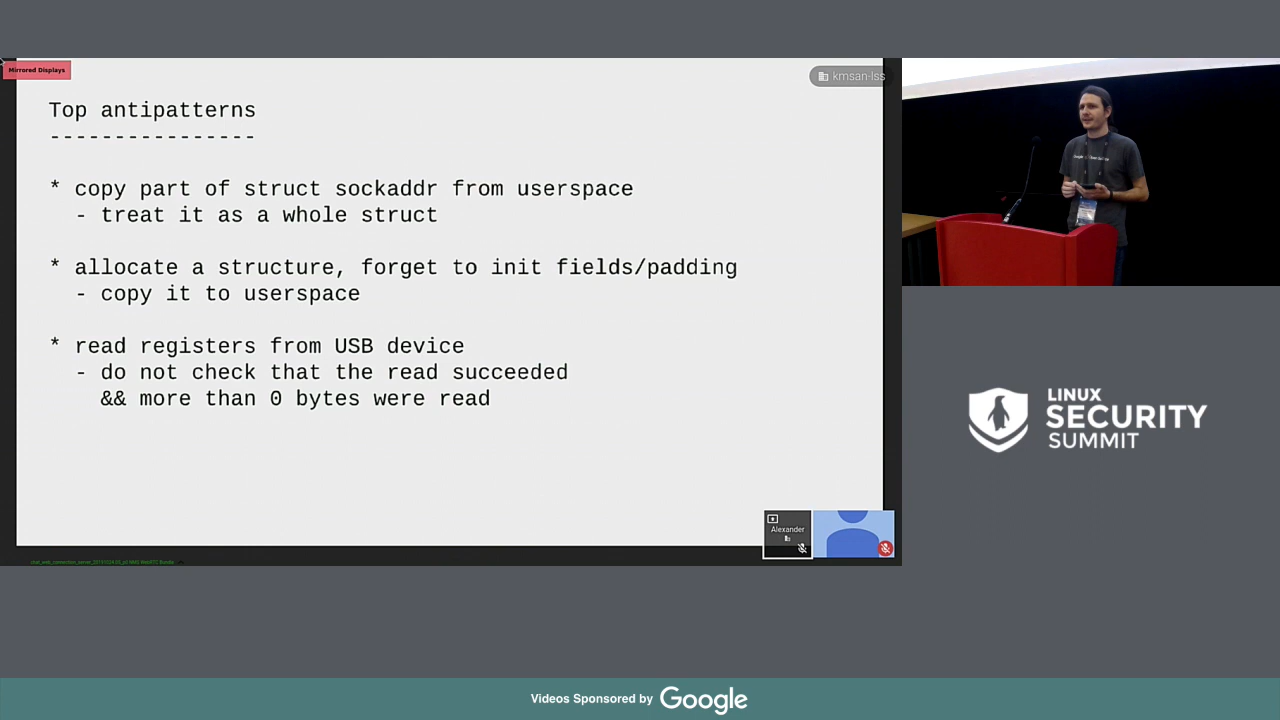 Mirrored Displays
kmsan-lss
Top antipatterns
----------------
* copy part of struct sockaddr from userspace
- treat it as a whole struct
* allocate a structure, forget to init fields/padding
- copy it to userspace
* read registers from USB device
- do not check that the read succeeded
&& more than 0 bytes were read
Alexander
LINUX
SECURITY
SUMMIT
Videos Sponsored by Google